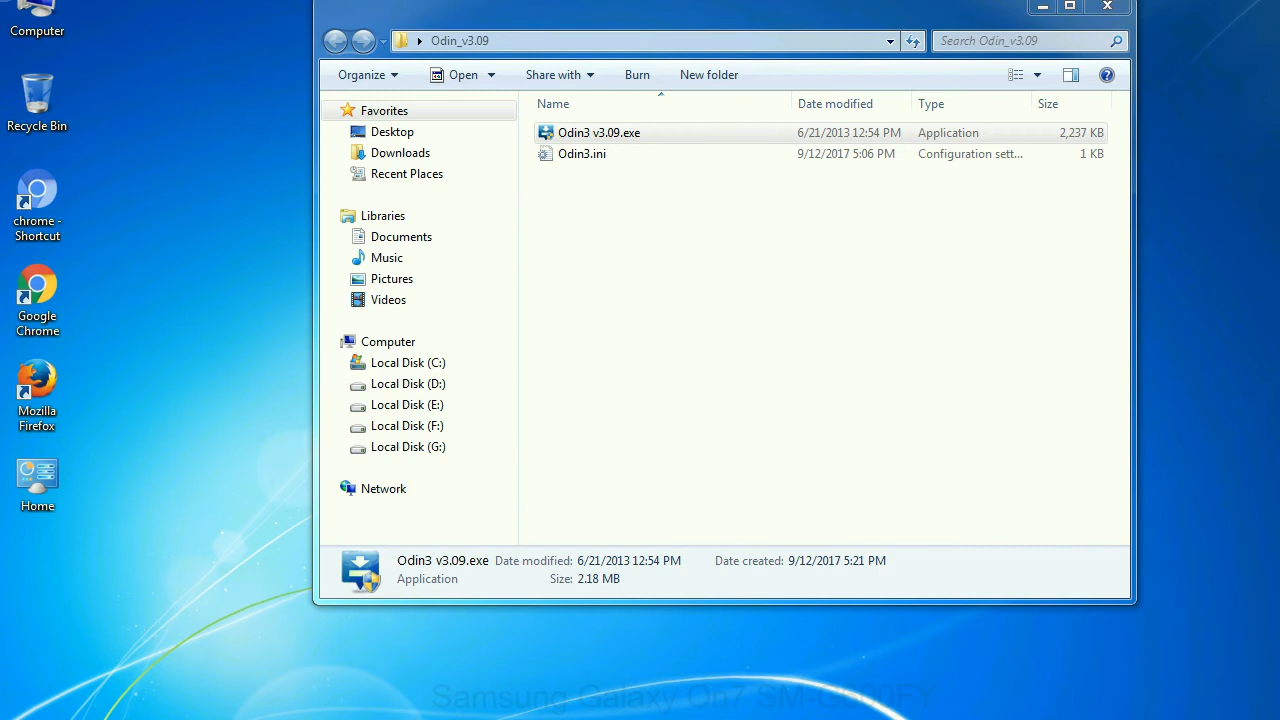 Computer
Recycle Bin
chrome -
Shortcut
Google
Chrome
Mozilla
Firefox
Home
Odin_v3.09
Search Odin_v3.09
Organize
Open
Share with
Burn
New folder
Name
Date modified
Type
Size
Odin3 v3.09.exe
6/21/2013 12:54 PM
Application
2,237 KB
Odin3.ini
9/12/2017 5:06 PM
Configuration sett...
1 KB
Favorites
Desktop
Downloads
Recent Places
Libraries
Documents
Music
Pictures
Videos
Computer
Local Disk (C:)
Local Disk (D:)
Local Disk (E:)
Local Disk (F:)
Local Disk (G:)
Network
Odin3 v3.09.exe
Date modified: 6/21/2013 12:54 PM
Date created: 9/12/2017 5:21 PM
Application
Size: 2.18 MB
Samsung Galaxy On7